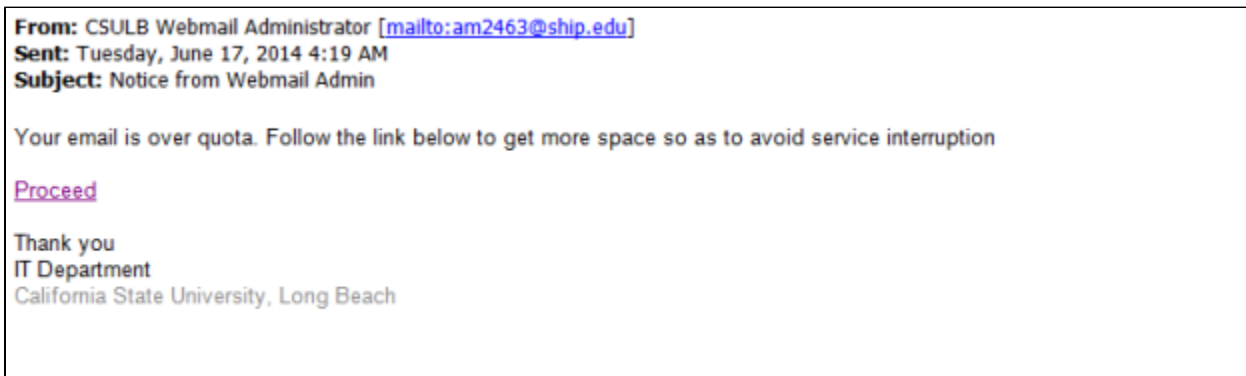 From: CSULB Webmail Administrator [mailto:am2463@ship.edu]
Sent: Tuesday, June 17, 2014 4:19 AM
Subject: Notice from Webmail Admin
Your email is over quota. Follow the link below to get more space so as to avoid service interruption
Proceed
Thank you
IT Department
California State University, Long Beach